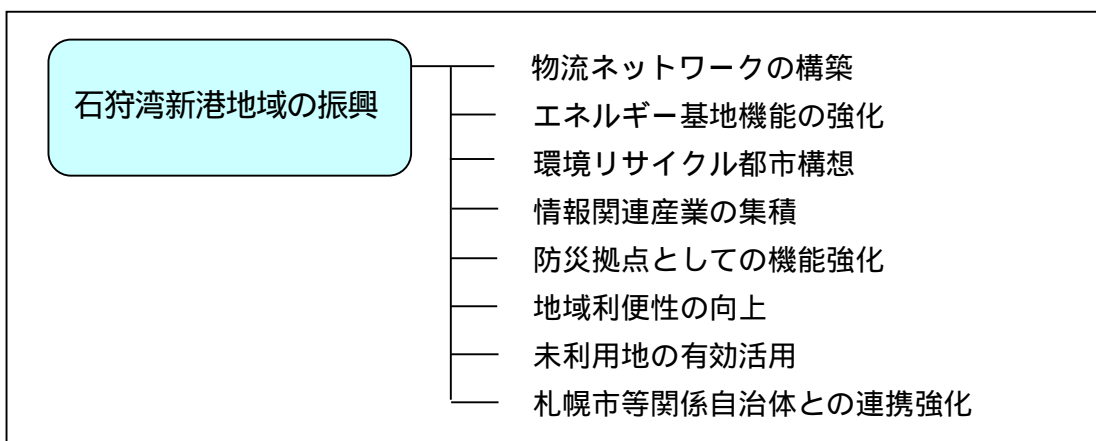 石狩湾新港地域の振興
物流ネットワークの構築
エネルギー基地機能の強化
環境リサイクル都市構想
情報関連産業の集積
防災拠点としての機能強化
地域利便性の向上
未利用地の有効活用
札幌市等関係自治体との連携強化